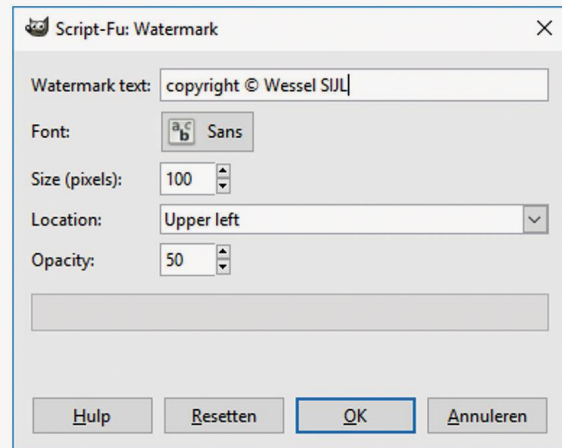 Script-Fu: Watermark
Watermark text: copyright © Wessel SIJL
Font: Sans
Size (pixels): 100
Location: Upper left
Opacity: 50
Hulp Resetten OK Annuleren